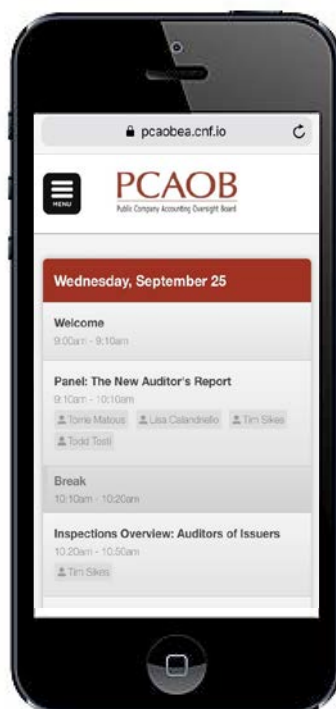 pcaobea.cnf.io
MENU
PCAOB
Public Company Accounting Oversight Board
Wednesday, September 25
Welcome
9:00am - 9:10am
Panel: The New Auditor's Report
9:10am - 10:10am
Torrie Matous Lisa Calandriello Tim Sikes
Todd Tosti
Break
10:10am - 10:20am
Inspections Overview: Auditors of Issuers
10:20am - 10:50am
Tim Sikes